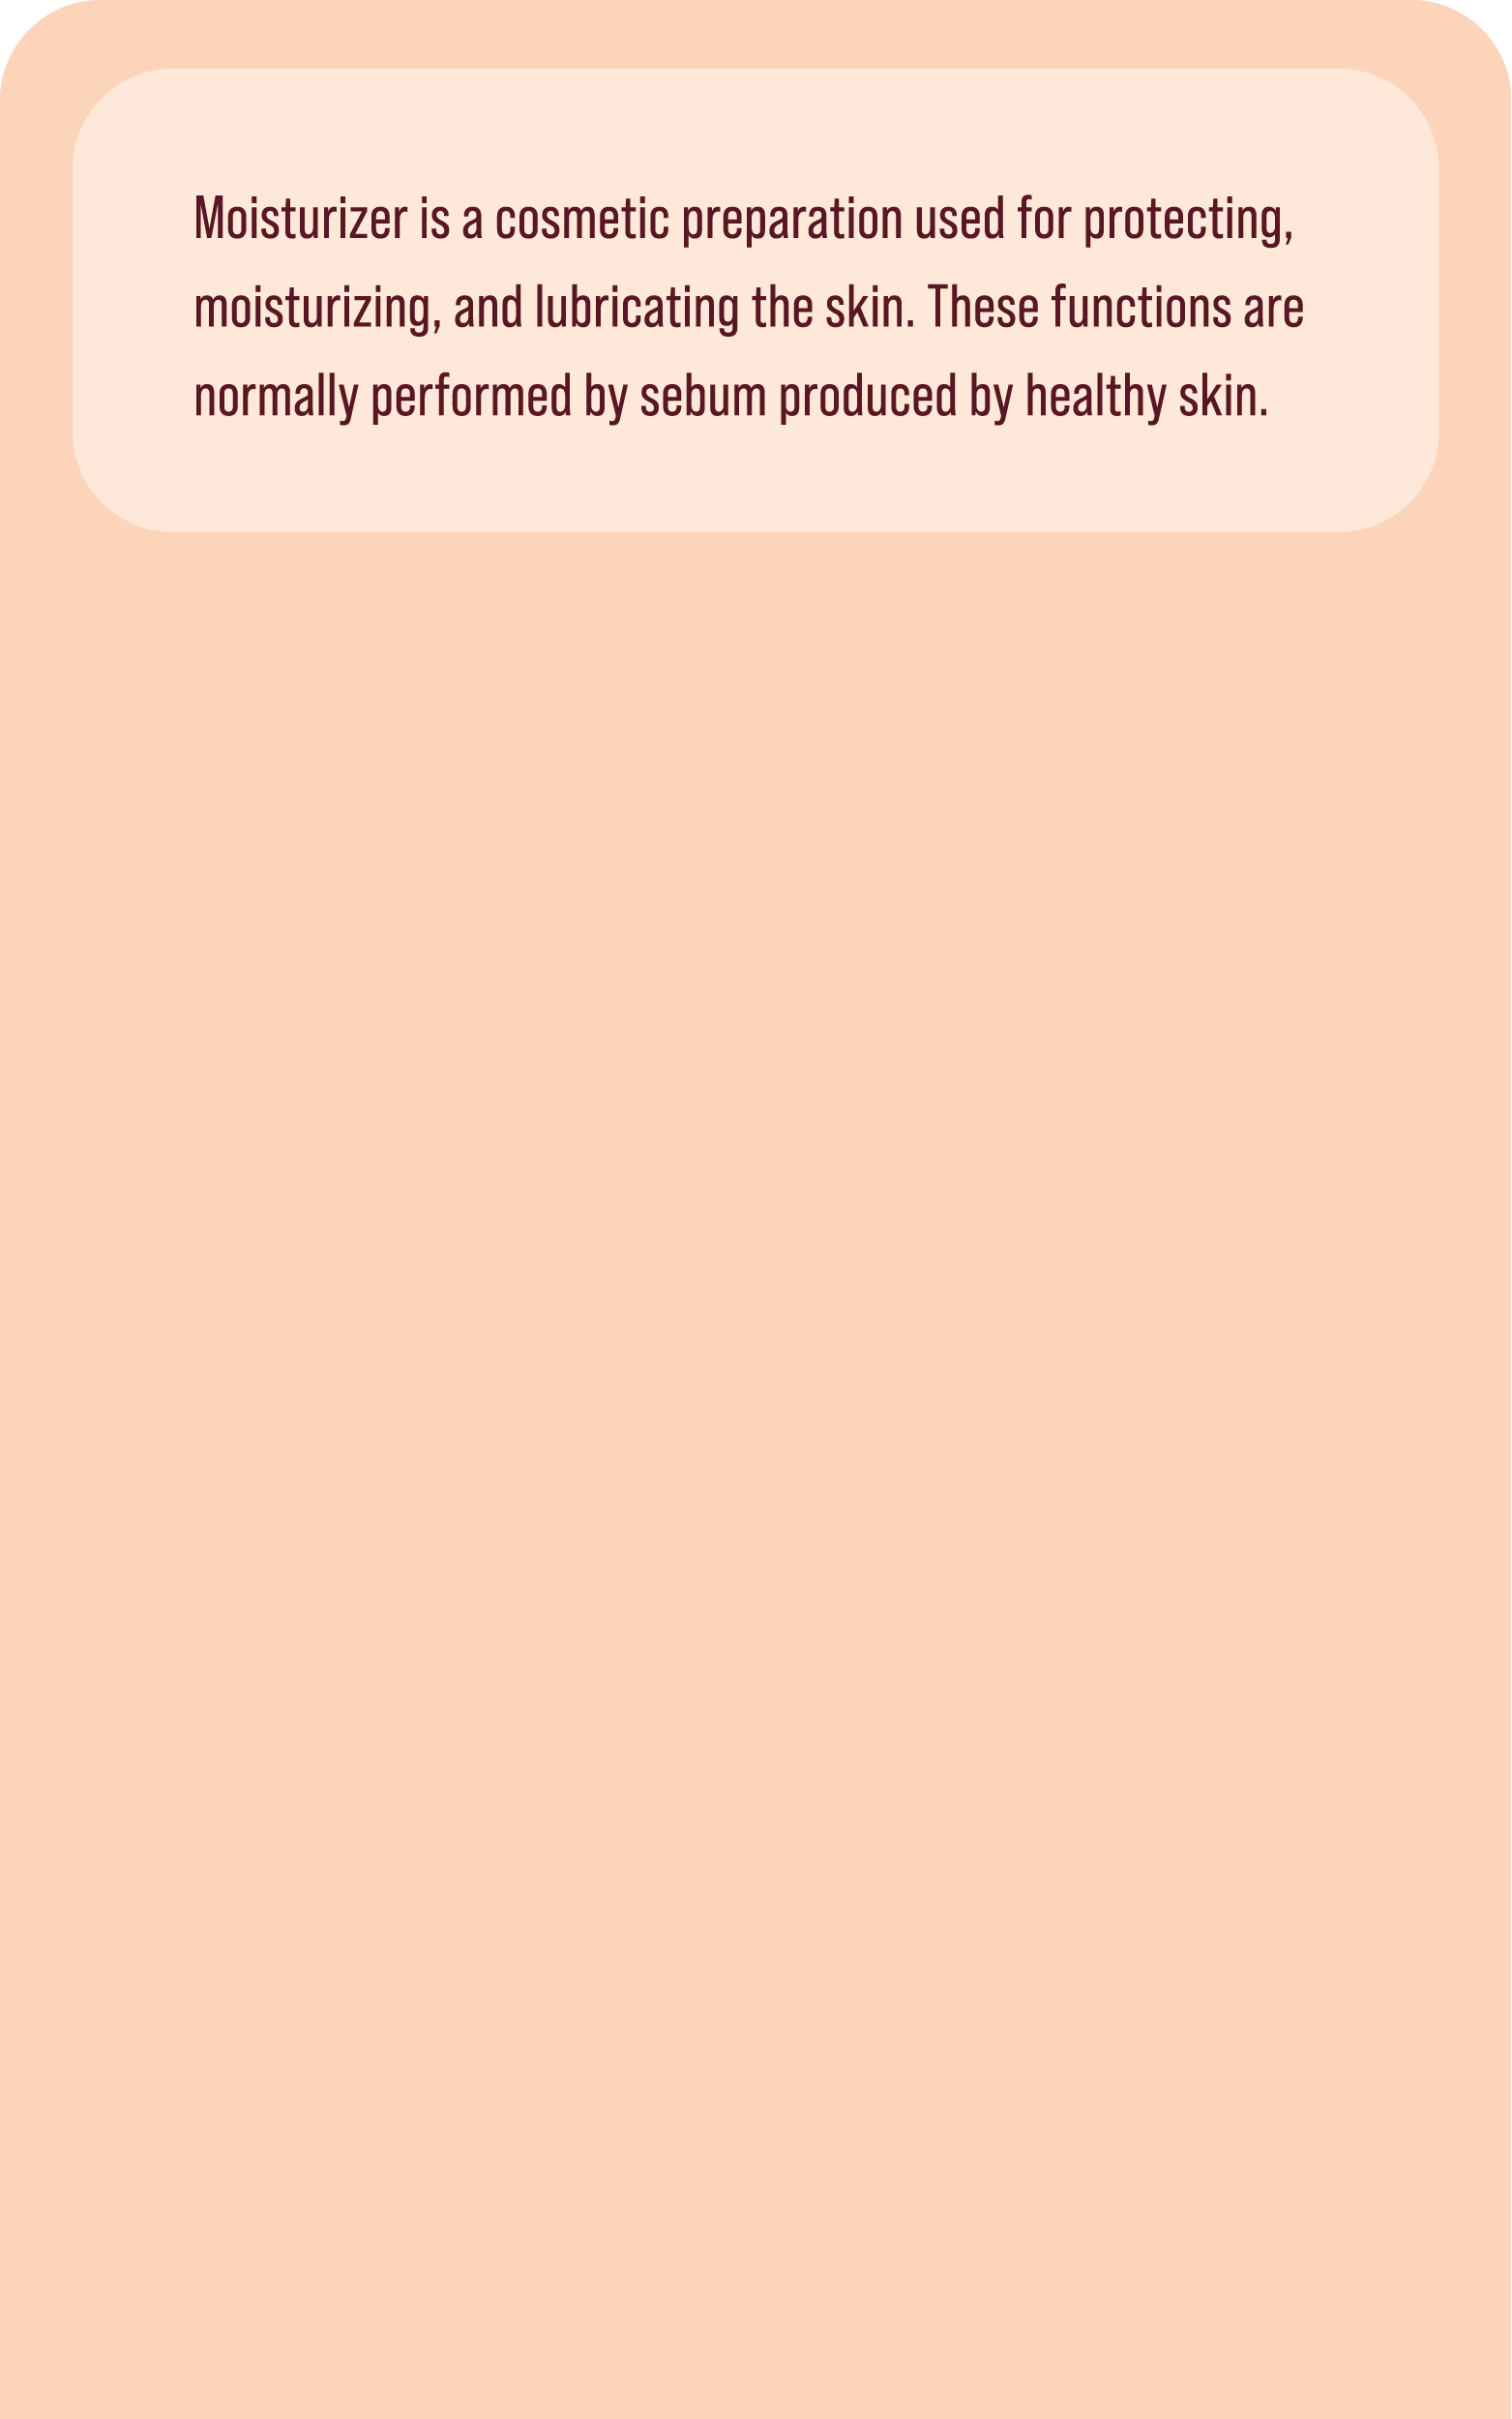 Moisturizer is a cosmetic preparation used for protecting,
moisturizing, and lubricating the skin. These functions are
normally performed by sebum produced by healthy skin.